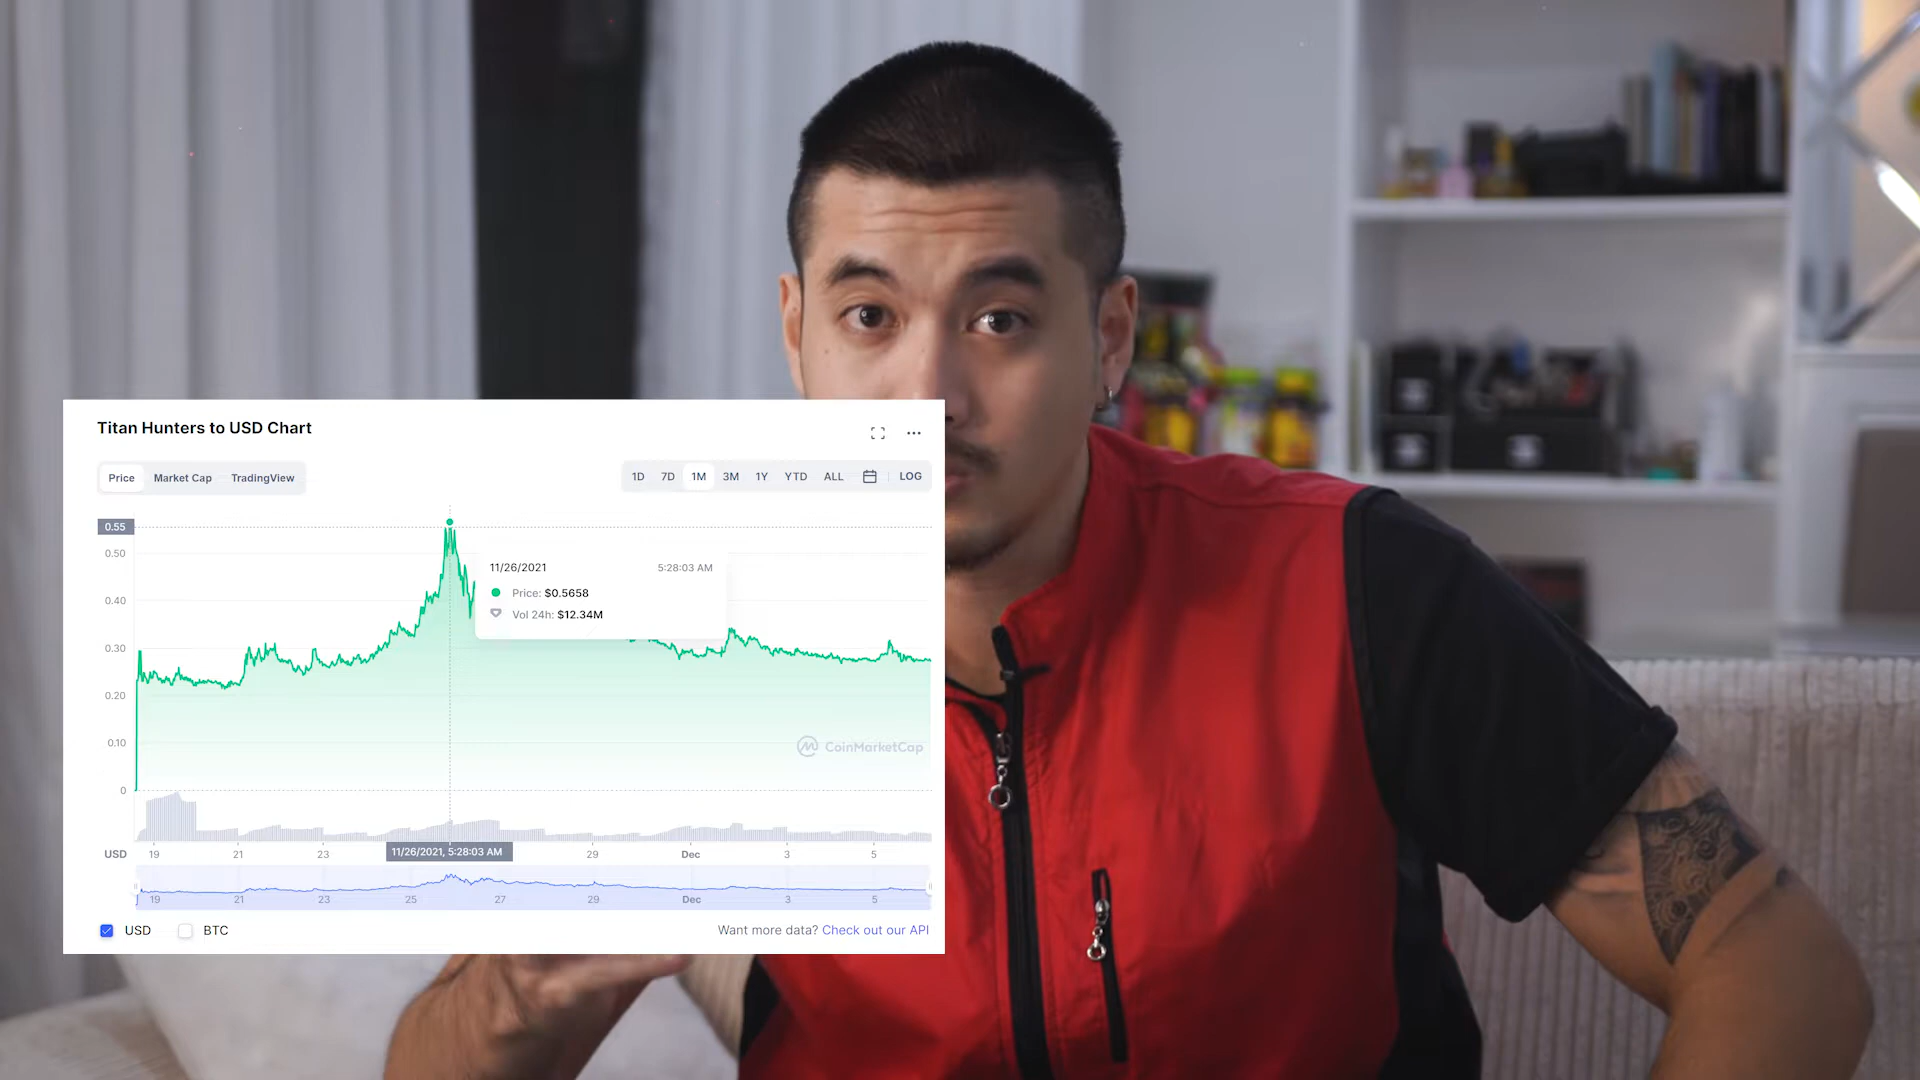 Titan Hunters to USD Chart
Price Market Cap TradingView
1D 7D 1M 3M 1Y YTD ALL LOG
0.55
0.50
0.40
0.30
0.20
0.10
0
11/26/2021 5:28:03 AM
Price: $0.5658
Vol 24h: $12.34M
CoinMarketCap
USD 19 21 23 11/26/2021, 5:28:03 AM 29 Dec 3 5
19 21 23 25 27 29 Dec 3 5
USD BTC
Want more data? Check out our API